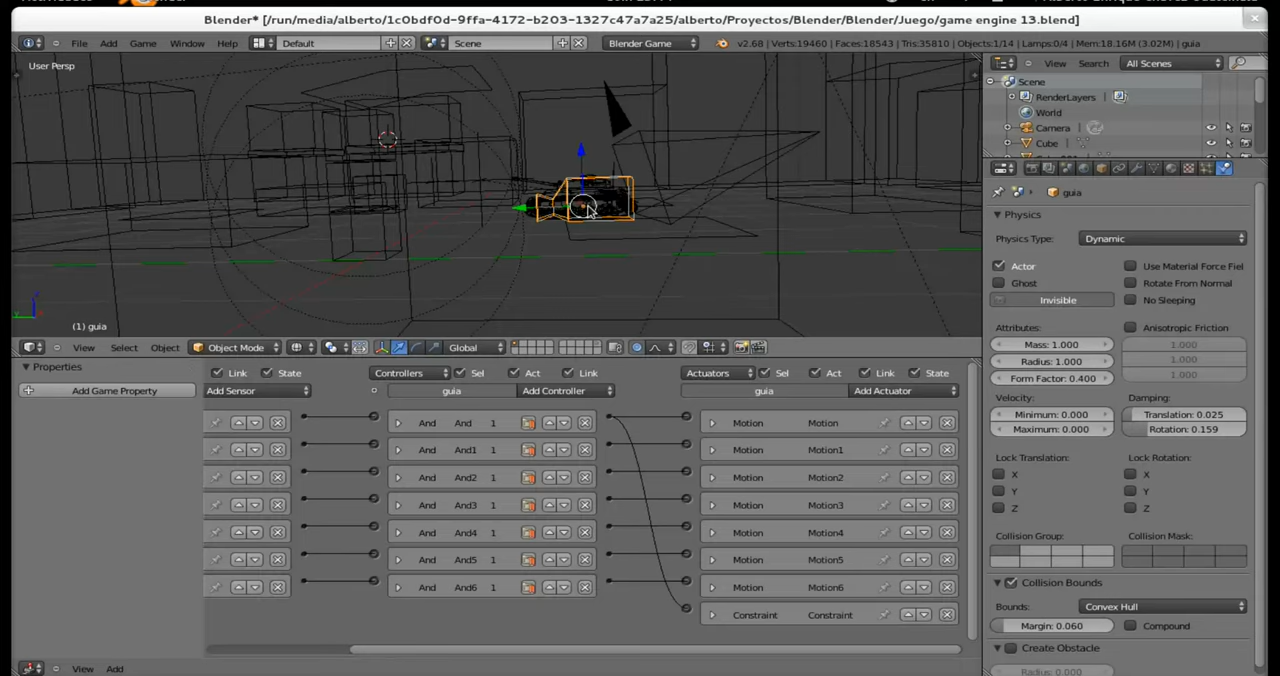 Blender* [/run/media/alberto/1c0bdf0d-9ffa-4172-b203-1327c47a7a25/alberto/Proyectos/Blender/Blender/Juego/game engine 13.blend]
File Add Game Window Help Default Scene Blender Game v2.68 | Verts:19460 | Faces:18543 | Tris:35810 | Objects:1/14 | Lamps:0/4 | Mem:18.16M (3.02M) | guia
View Search All Scenes
User Persp
Scene
RenderLayers
World
Camera
Cube
guia
Physics
Physics Type: Dynamic
Actor Use Material Force Fiel
Ghost Rotate From Normal
Invisible No Sleeping
Attributes: Anisotropic Friction
Mass: 1.000 1.000
Radius: 1.000 1.000
Form Factor: 0.400 1.000
Velocity: Damping:
Minimum: 0.000 Translation: 0.025
Maximum: 0.000 Rotation: 0.159
Lock Translation: Lock Rotation:
X X
Y Y
Z Z
Collision Group: Collision Mask:
Collision Bounds
Bounds: Convex Hull
Margin: 0.060 Compound
Create Obstacle
Radius: 0.000
z
y
(1) guia
View Select Object Object Mode Global
Properties
Add Game Property
Link State Controllers Sel Act Link Actuators Sel Act Link State
Add Sensor guia Add Controller guia Add Actuator
And And 1 Motion Motion
And And1 1 Motion Motion1
And And2 1 Motion Motion2
And And3 1 Motion Motion3
And And4 1 Motion Motion4
And And5 1 Motion Motion5
And And6 1 Motion Motion6
Constraint Constraint
View Add